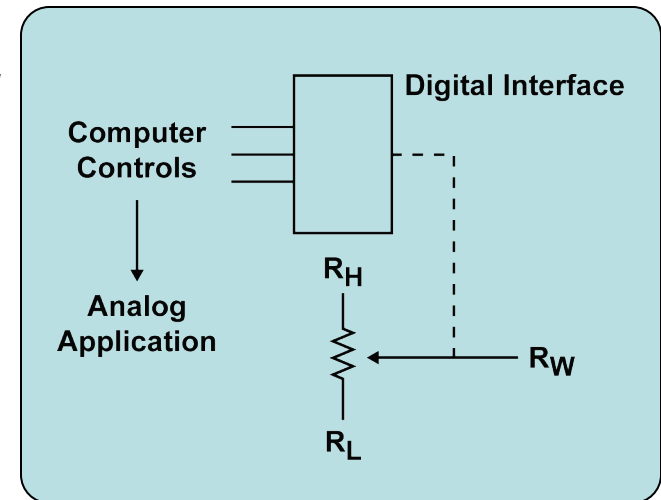 Digital Interface
Computer
Controls
Analog
Application
RH
RW
RL